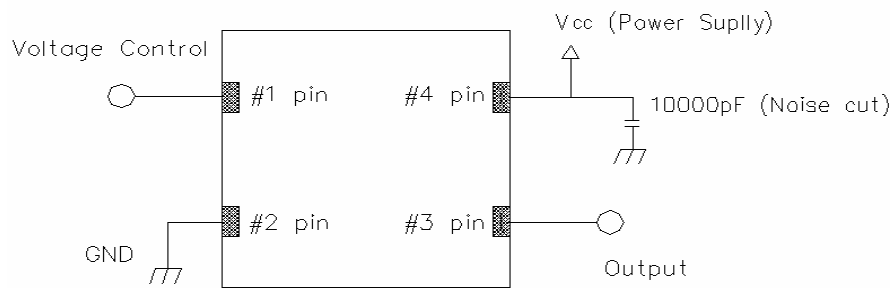 Vcc (Power Suplly)
Voltage Control
#1 pin
#4 pin
10000pF (Noise cut)
#2 pin
#3 pin
GND
Output